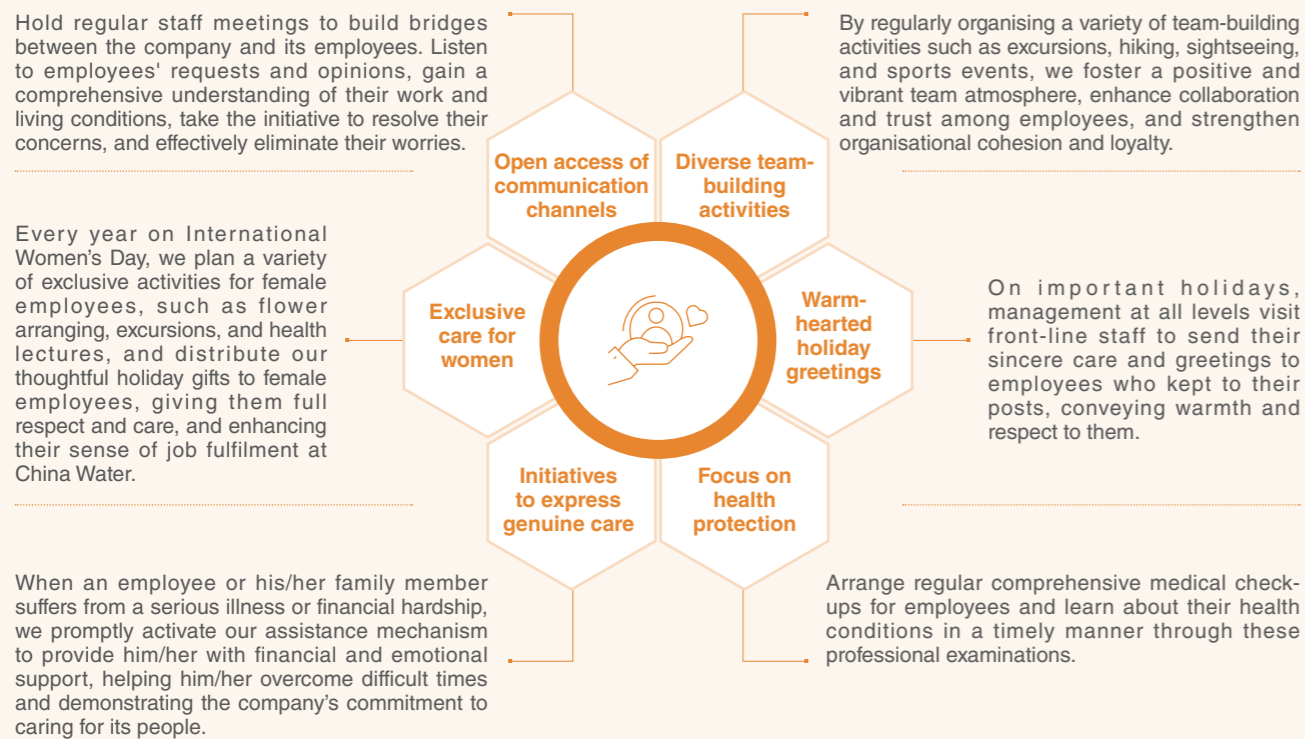 Hold regular staff meetings to build bridges
between the company and its employees. Listen
to employees' requests and opinions, gain a
comprehensive understanding of their work and
living conditions, take the initiative to resolve their
concerns, and effectively eliminate their worries.
By regularly organising a variety of team-building
activities such as excursions, hiking, sightseeing,
and sports events, we foster a positive and
vibrant team atmosphere, enhance collaboration
and trust among employees, and strengthen
organisational cohesion and loyalty.
Open access of
communication
channels
Diverse team-
building
activities
Every year on International
Women’s Day, we plan a variety
of exclusive activities for female
employees, such as flower
arranging, excursions, and health
lectures, and distribute our
thoughtful holiday gifts to female
employees, giving them full
respect and care, and enhancing
their sense of job fulfilment at
China Water.
Exclusive
care for
women
Warm-
hearted
holiday
greetings
On important holidays,
management at all levels visit
front-line staff to send their
sincere care and greetings to
employees who kept to their
posts, conveying warmth and
respect to them.
Initiatives
to express
genuine care
Focus on
health
protection
When an employee or his/her family member
suffers from a serious illness or financial hardship,
we promptly activate our assistance mechanism
to provide him/her with financial and emotional
support, helping him/her overcome difficult times
and demonstrating the company’s commitment to
caring for its people.
Arrange regular comprehensive medical check-
ups for employees and learn about their health
conditions in a timely manner through these
professional examinations.